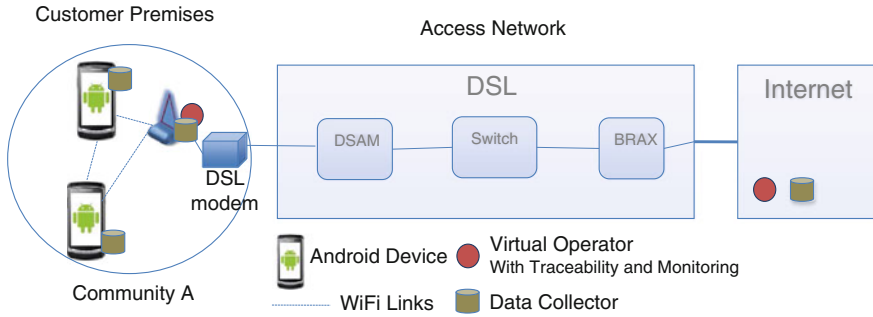 Customer Premises
Access Network
DSL
Internet
DSAM
Switch
BRAX
DSL
modem
Community A
Android Device
Virtual Operator
With Traceability and Monitoring
WiFi Links
Data Collector